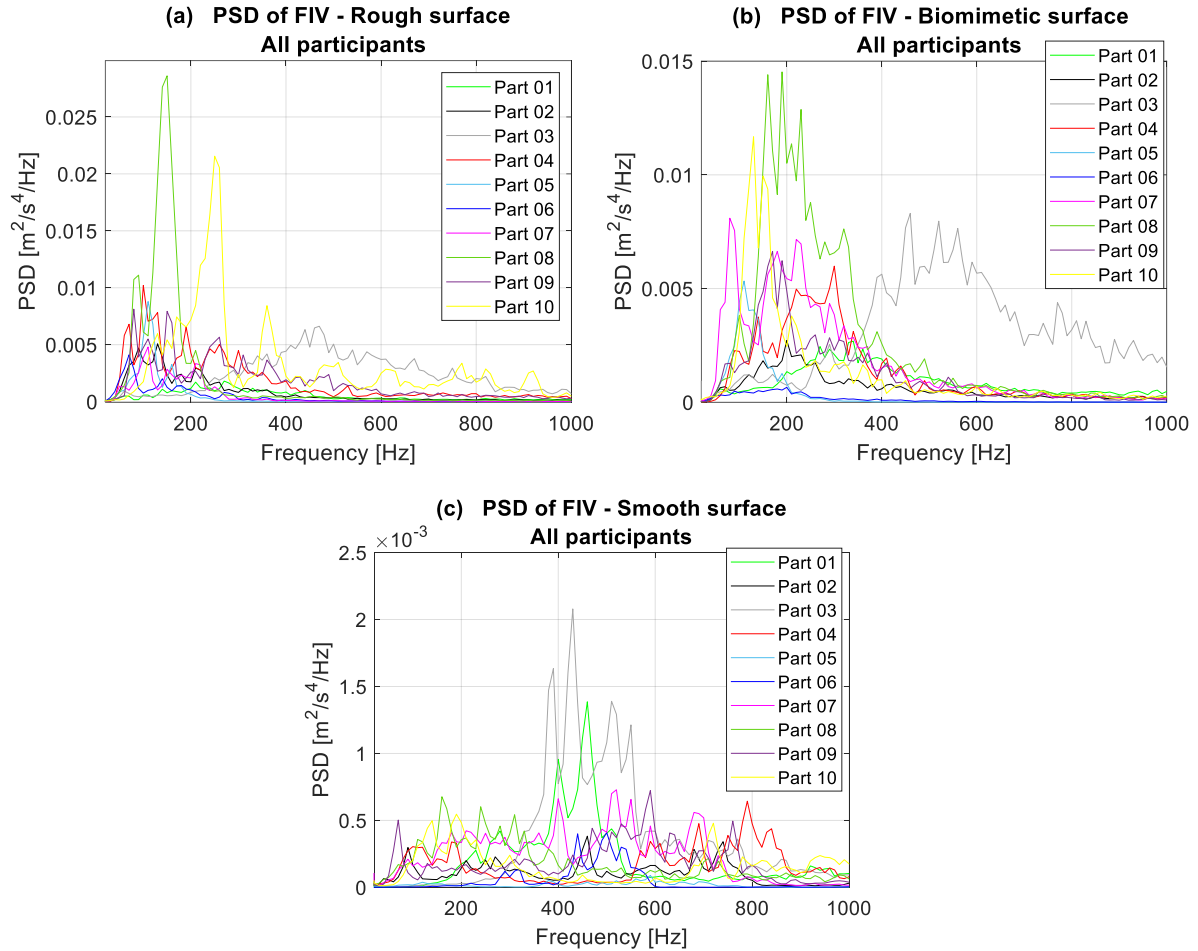 (a) PSD of FIV - Rough surface
All participants
0.025
0.02
0.015
0.01
0.005
0
200
400
600
800
1000
PSD [m²/s⁴/Hz]
Frequency [Hz]
Part 01
Part 02
Part 03
Part 04
Part 05
Part 06
Part 07
Part 08
Part 09
Part 10
(b) PSD of FIV - Biomimetic surface
All participants
0.015
0.01
0.005
0
200
400
600
800
1000
PSD [m²/s⁴/Hz]
Frequency [Hz]
Part 01
Part 02
Part 03
Part 04
Part 05
Part 06
Part 07
Part 08
Part 09
Part 10
(c) PSD of FIV - Smooth surface
All participants
×10⁻³
2.5
2
1.5
1
0.5
0
200
400
600
800
1000
PSD [m²/s⁴/Hz]
Frequency [Hz]
Part 01
Part 02
Part 03
Part 04
Part 05
Part 06
Part 07
Part 08
Part 09
Part 10